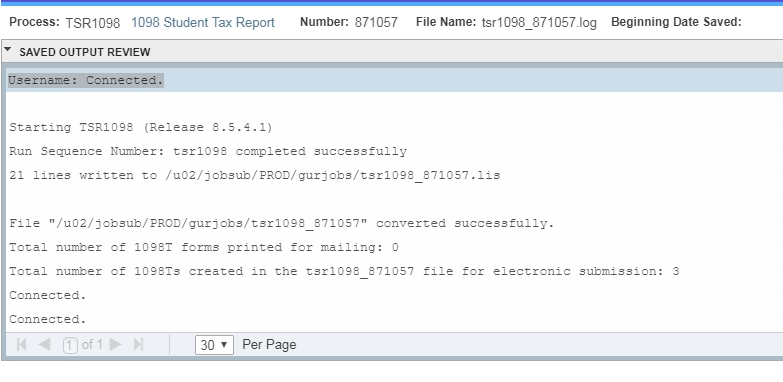 Process: TSR1098 1098 Student Tax Report Number: 871057 File Name: tsr1098_871057.log Beginning Date Saved:
SAVED OUTPUT REVIEW
Username: Connected.
Starting TSR1098 (Release 8.5.4.1)
Run Sequence Number: tsr1098 completed successfully
21 lines written to /u02/jobsub/PROD/gurjobs/tsr1098_871057.lis
File "/u02/jobsub/PROD/gurjobs/tsr1098_871057" converted successfully.
Total number of 1098T forms printed for mailing: 0
Total number of 1098Ts created in the tsr1098_871057 file for electronic submission: 3
Connected.
Connected.
1 of 1 30 Per Page